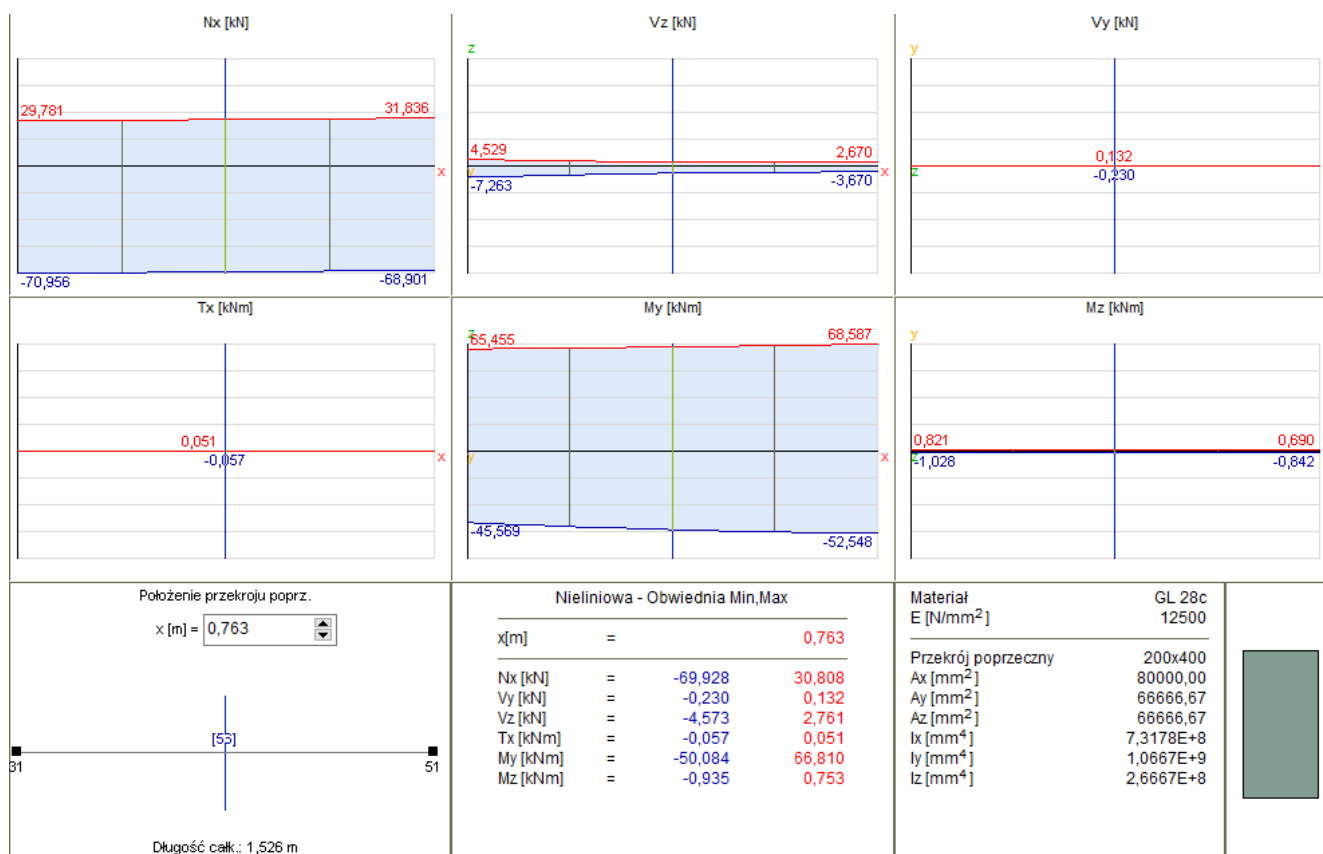 Nx [kN]
29,781
31,836
x
-70,956
-68,901
Vz [kN]
z
4,529
2,670
y
x
-7,263
-3,670
Vy [kN]
y
0,132
z
-0,230
Tx [kNm]
0,051
x
-0,057
My [kNm]
z
65,455
68,587
y
x
-45,569
-52,548
Mz [kNm]
y
0,821
0,690
z
-1,028
-0,842
Położenie przekroju poprz.
x [m] = 0,763
[55]
31
51
Długość całk.: 1,526 m
Nieliniowa - Obwiednia Min,Max
x[m] = 0,763
Nx [kN] = -69,928 30,808
Vy [kN] = -0,230 0,132
Vz [kN] = -4,573 2,761
Tx [kNm] = -0,057 0,051
My [kNm] = -50,084 66,810
Mz [kNm] = -0,935 0,753
Materiał GL 28c
E [N/mm²] 12500
Przekrój poprzeczny 200x400
Ax [mm²] 80000,00
Ay [mm²] 66666,67
Az [mm²] 66666,67
Ix [mm⁴] 7,3178E+8
Iy [mm⁴] 1,0667E+9
Iz [mm⁴] 2,6667E+8